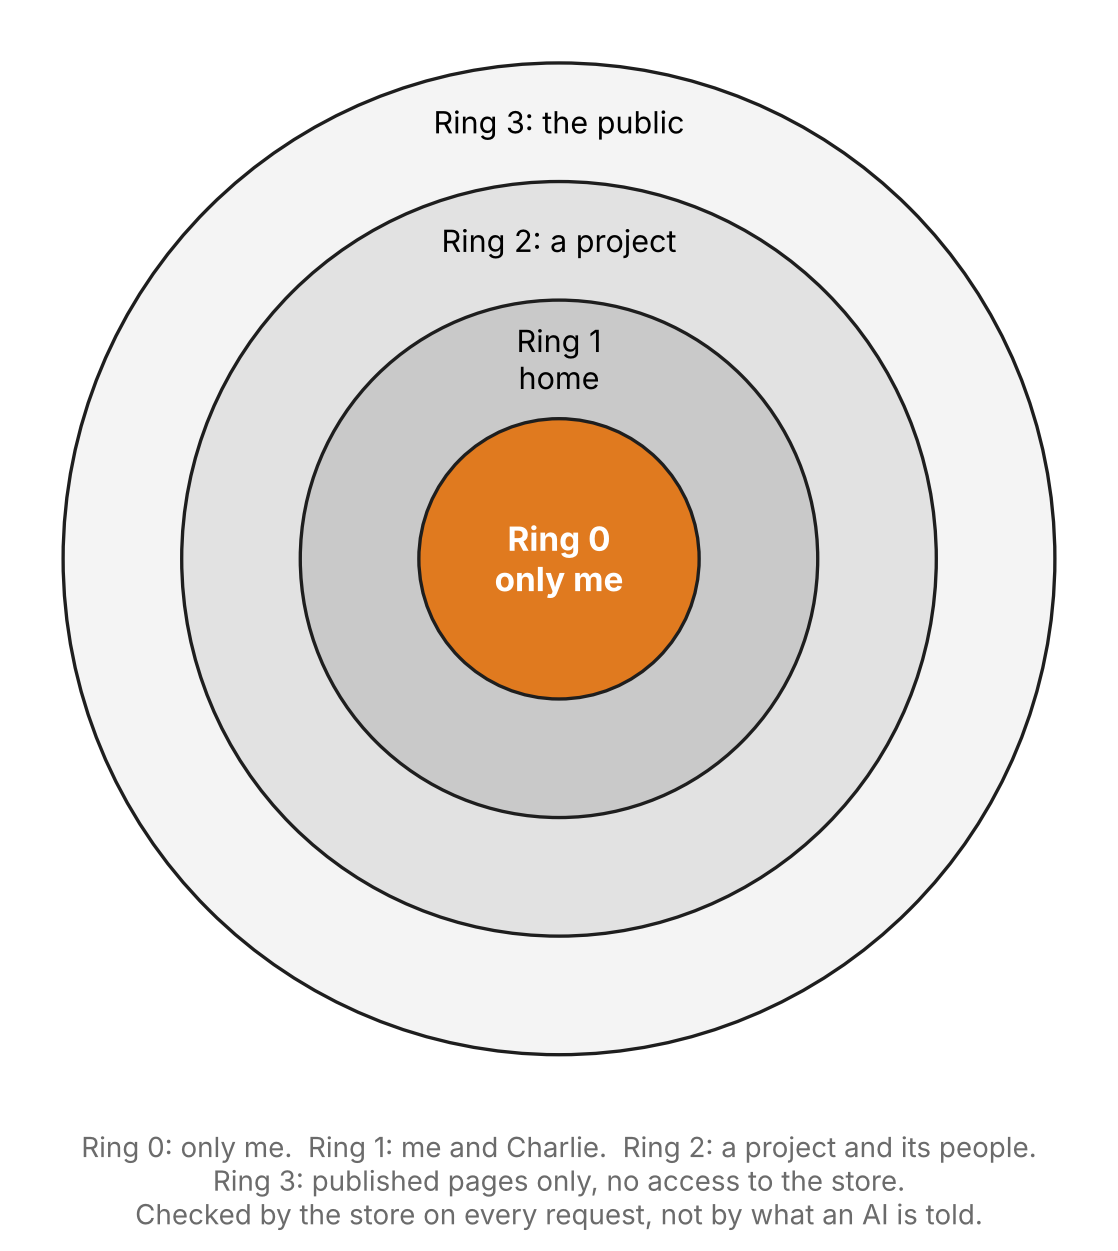 Ring 3: the public
Ring 2: a project
Ring 1
home
Ring 0
only me
Ring 0: only me.  Ring 1: me and Charlie.  Ring 2: a project and its people.
Ring 3: published pages only, no access to the store.
Checked by the store on every request, not by what an AI is told.